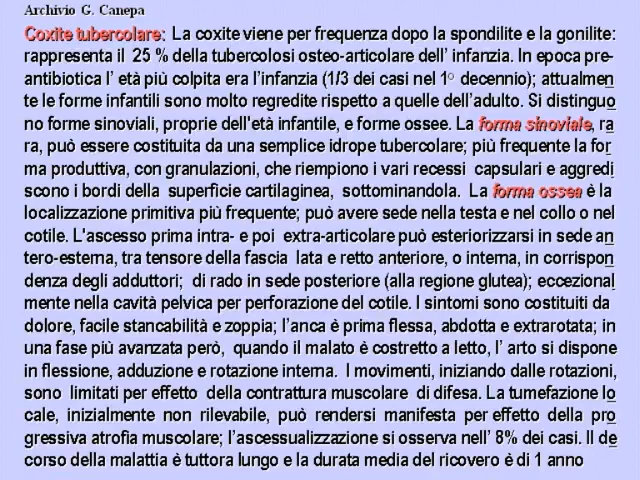 Archivio G. Canepa
Coxite tubercolare: La coxite viene per frequenza dopo la spondilite e la gonilite:
rappresenta il 25 % della tubercolosi osteo-articolare dell' infanzia. In epoca pre-
antibiotica l' età più colpita era l'infanzia (1/3 dei casi nel 1° decennio); attualmen
te le forme infantili sono molto regredite rispetto a quelle dell'adulto. Si distinguo
no forme sinoviali, proprie dell'età infantile, e forme ossee. La forma sinoviale, ra
ra, può essere costituita da una semplice idrope tubercolare; più frequente la for
ma produttiva, con granulazioni, che riempiono i vari recessi capsulari e aggredi
scono i bordi della superficie cartilaginea, sottominandola. La forma ossea è la
localizzazione primitiva più frequente; può avere sede nella testa e nel collo o nel
cotile. L'ascesso prima intra- e poi extra-articolare può esteriorizzarsi in sede an
tero-esterna, tra tensore della fascia lata e retto anteriore, o interna, in corrispon
denza degli adduttori; di rado in sede posteriore (alla regione glutea); eccezional
mente nella cavità pelvica per perforazione del cotile. I sintomi sono costituiti da
dolore, facile stancabilità e zoppia; l'anca è prima flessa, abdotta e extrarotata; in
una fase più avanzata però, quando il malato è costretto a letto, l' arto si dispone
in flessione, adduzione e rotazione interna. I movimenti, iniziando dalle rotazioni,
sono limitati per effetto della contrattura muscolare di difesa. La tumefazione lo
cale, inizialmente non rilevabile, può rendersi manifesta per effetto della pro
gressiva atrofia muscolare; l'ascessualizzazione si osserva nell' 8% dei casi. Il de
corso della malattia è tuttora lungo e la durata media del ricovero è di 1 anno